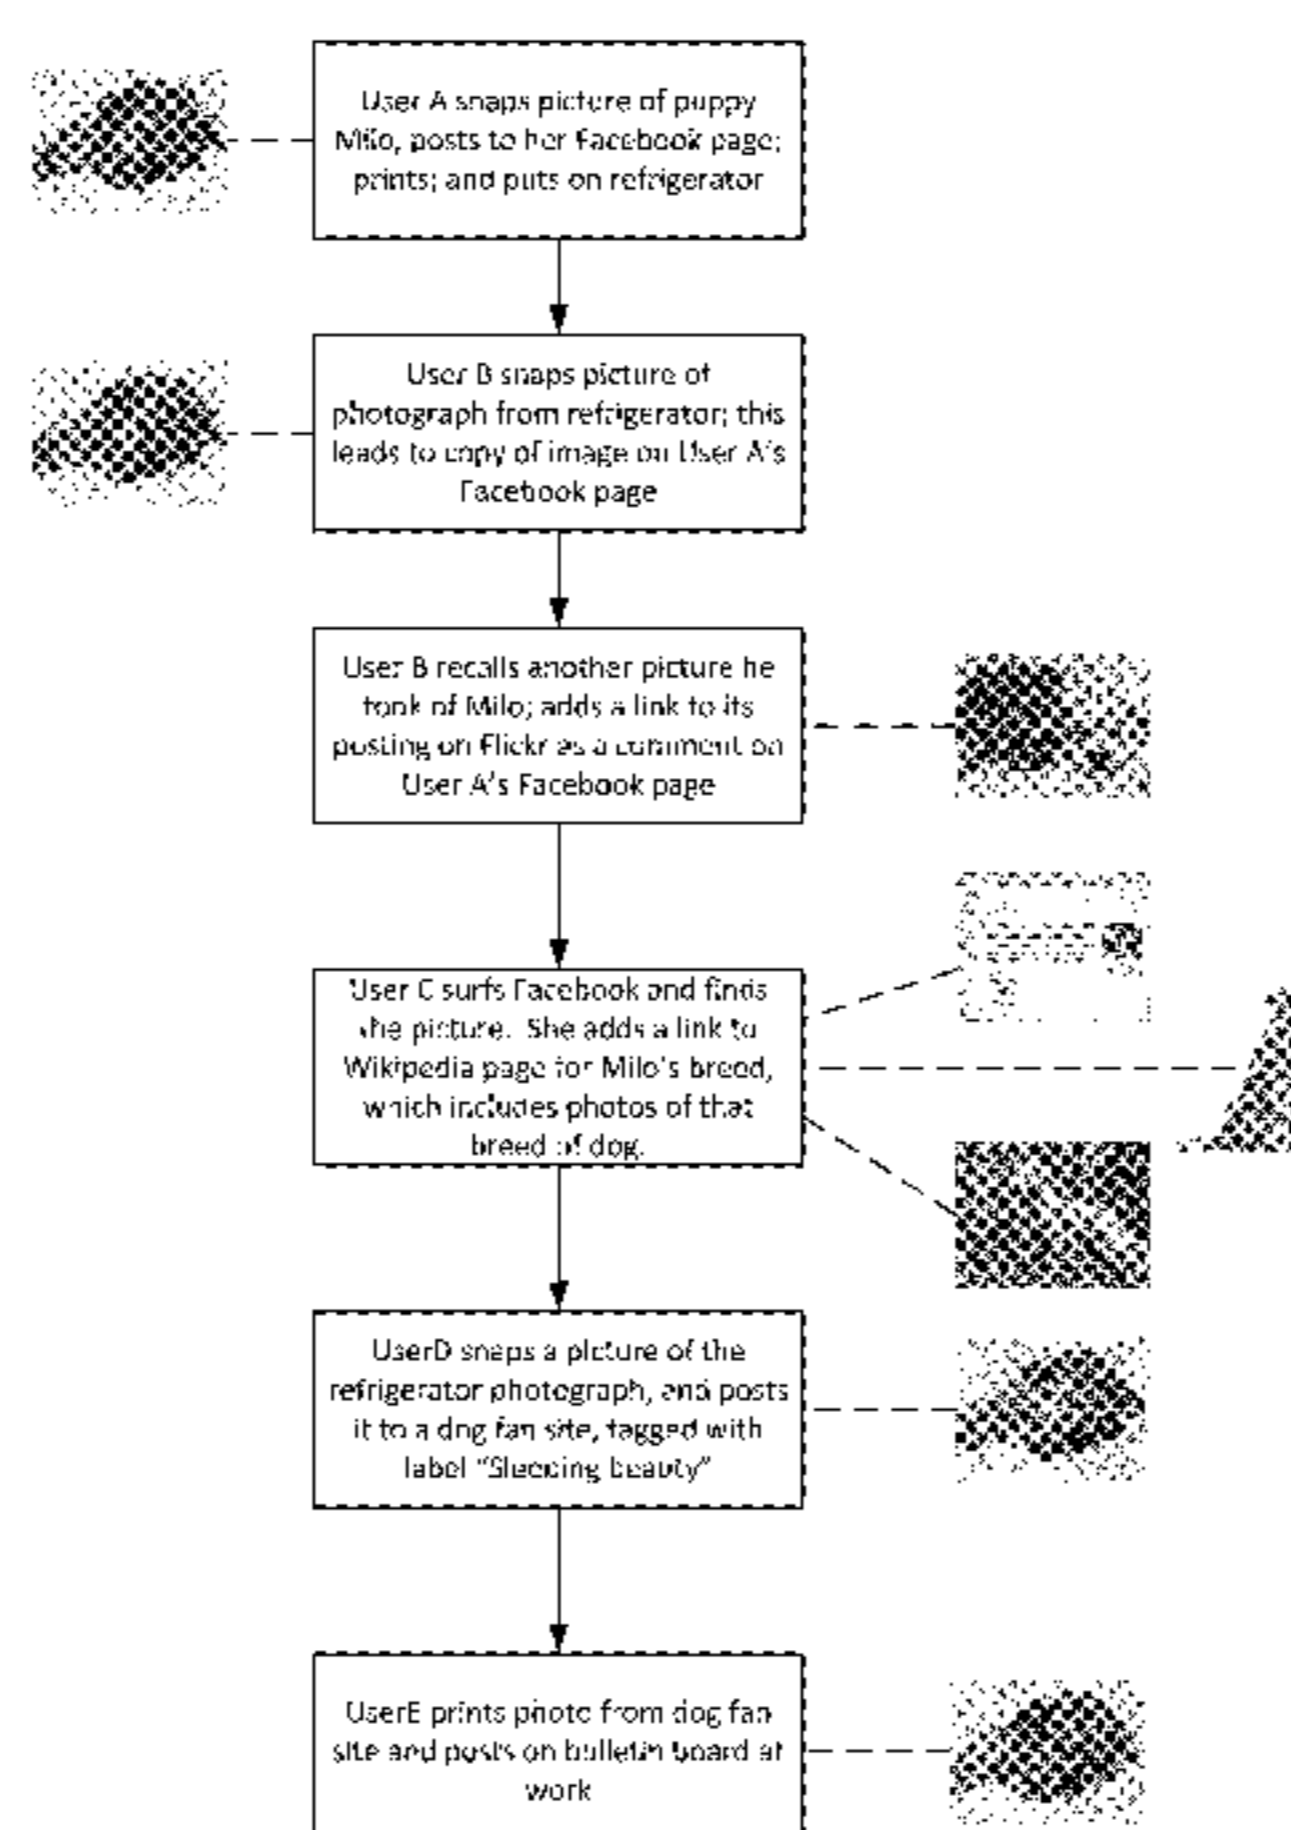 User A snaps picture of puppy
Milo, posts to her Facebook page;
prints; and puts on refrigerator
User B snaps picture of
photograph from refrigerator; this
leads to copy of image on User A's
Facebook page
User B recalls another picture he
took of Milo; adds a link to its
posting on Flickr as a comment on
User A's Facebook page
User C surfs Facebook and finds
the picture. She adds a link to
Wikipedia page for Milo's breed,
which includes photos of that
breed of dog.
UserD snaps a picture of the
refrigerator photograph, and posts
it to a dog fan site, tagged with
label "Sleeping beauty"
UserE prints photo from dog fan
site and posts on bulletin board at
work